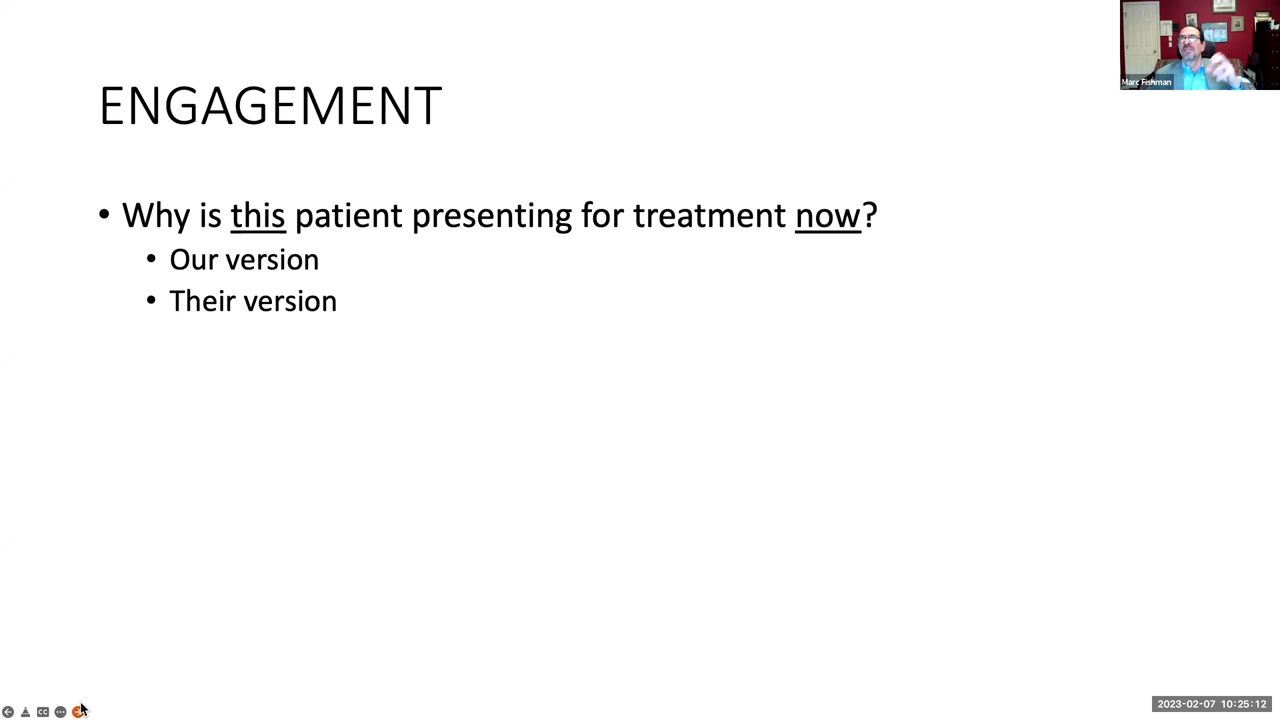 Marc Fishman
ENGAGEMENT
• Why is this patient presenting for treatment now?
• Our version
• Their version
CC
2023-02-07 10:25:12